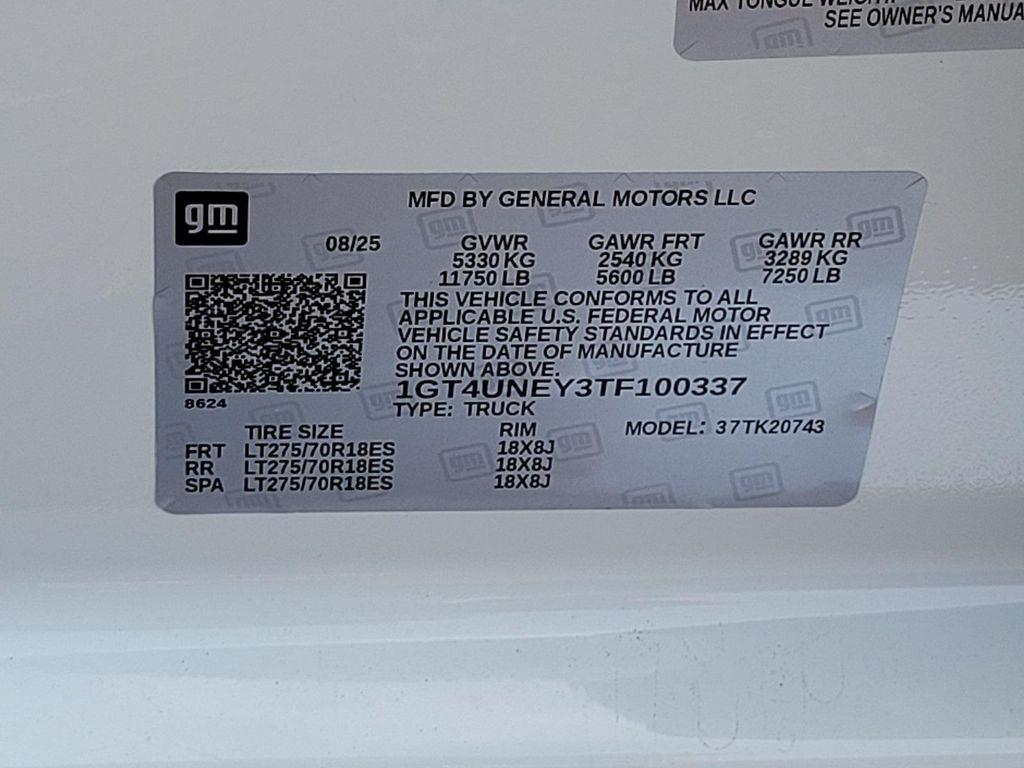 MAX TONGUE WEIGHT:
SEE OWNER'S MANUA
gm
MFD BY GENERAL MOTORS LLC
08/25 GVWR GAWR FRT GAWR RR
5330 KG 2540 KG 3289 KG
11750 LB 5600 LB 7250 LB
THIS VEHICLE CONFORMS TO ALL
APPLICABLE U.S. FEDERAL MOTOR
VEHICLE SAFETY STANDARDS IN EFFECT
ON THE DATE OF MANUFACTURE
SHOWN ABOVE.
1GT4UNEY3TF100337
8624
TYPE: TRUCK
TIRE SIZE RIM MODEL: 37TK20743
FRT LT275/70R18ES 18X8J
RR LT275/70R18ES 18X8J
SPA LT275/70R18ES 18X8J